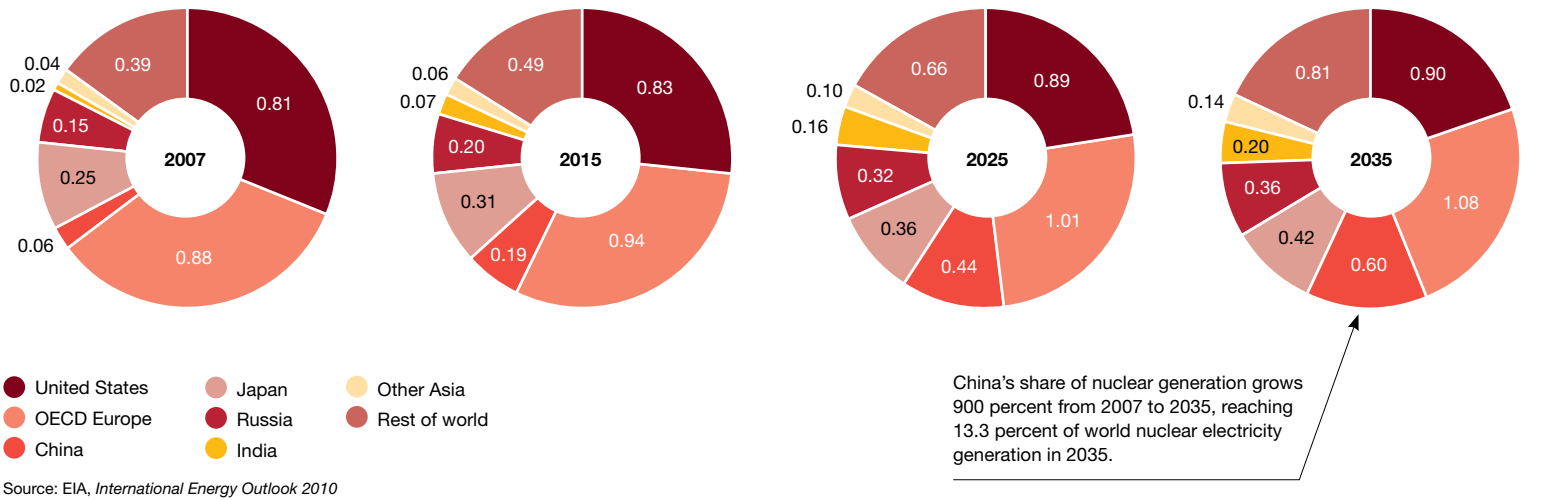 0.39
0.04
0.02
0.15
0.25
0.06
0.88
0.81
2007
0.49
0.06
0.07
0.20
0.31
0.19
0.94
0.83
2015
0.66
0.10
0.16
0.32
0.36
0.44
1.01
0.89
2025
0.81
0.14
0.20
0.36
0.42
0.60
1.08
0.90
2035
United States
OECD Europe
China
Japan
Russia
India
Other Asia
Rest of world
China’s share of nuclear generation grows
900 percent from 2007 to 2035, reaching
13.3 percent of world nuclear electricity
generation in 2035.
Source: EIA, International Energy Outlook 2010